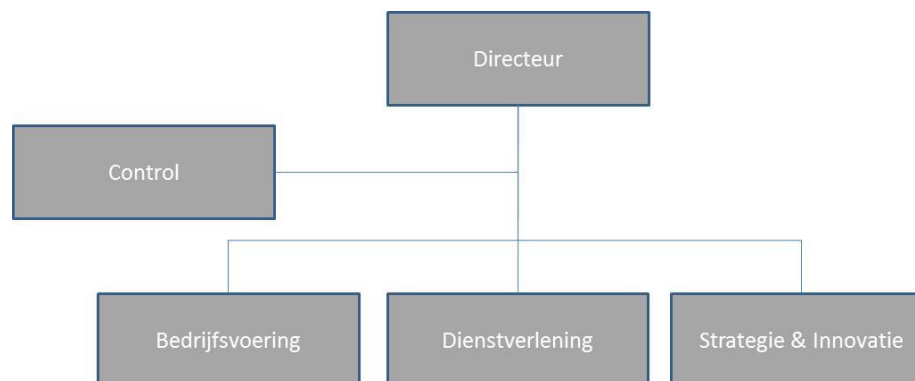 Directeur
Control
Bedrijfsvoering
Dienstverlening
Strategie & Innovatie